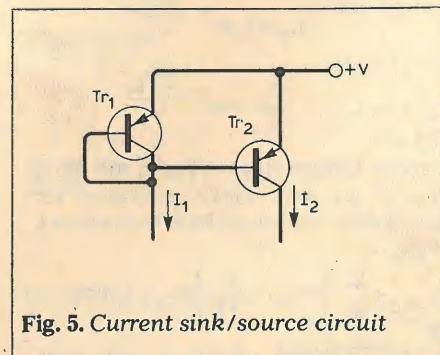 +V
Tr1
Tr2
I1
I2
Fig. 5. Current sink/source circuit